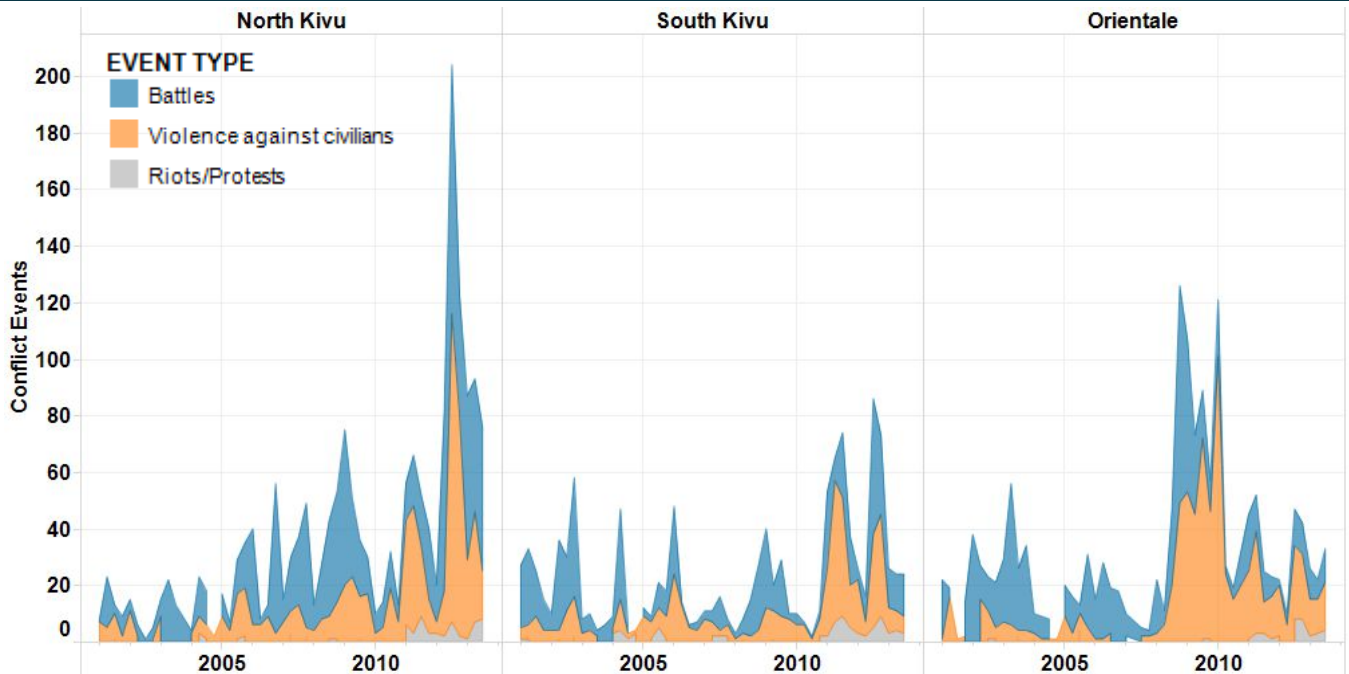 North Kivu
South Kivu
Orientale
EVENT TYPE
Battles
Violence against civilians
Riots/Protests
Conflict Events
200
180
160
140
120
100
80
60
40
20
0
2005
2010
2005
2010
2005
2010